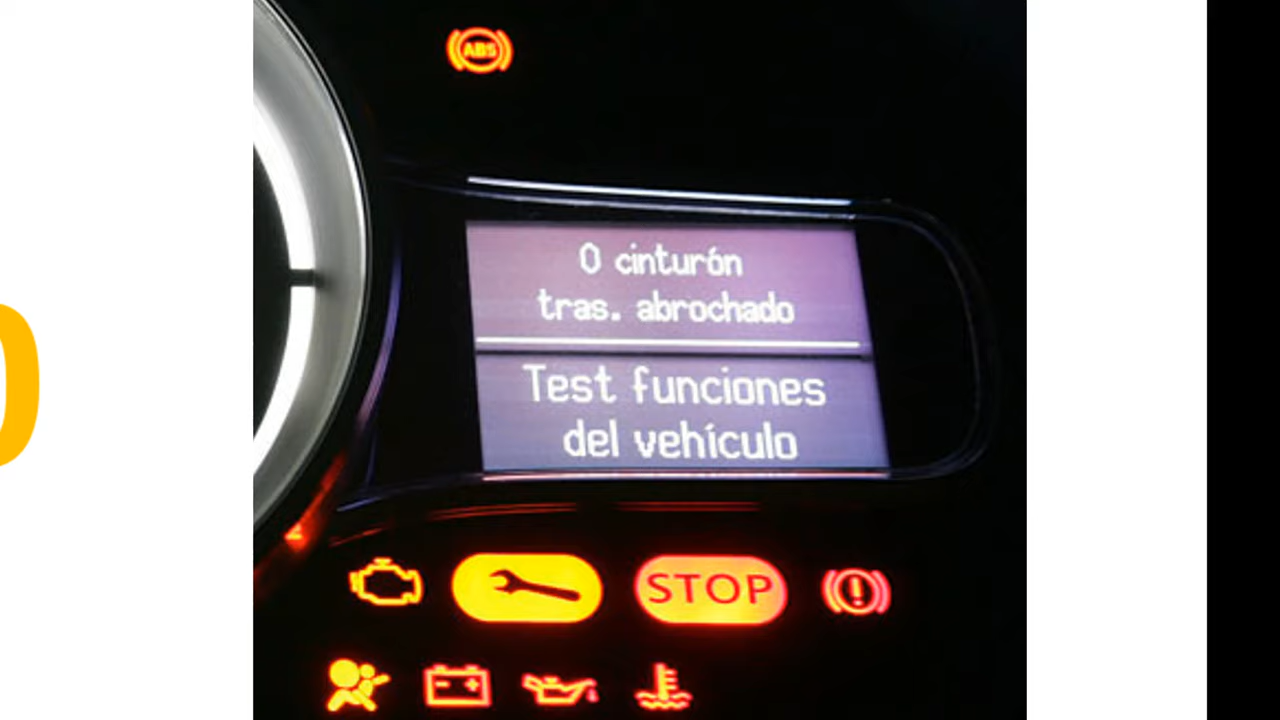 ABS
0 cinturón
tras. abrochado
Test funciones
del vehículo
STOP